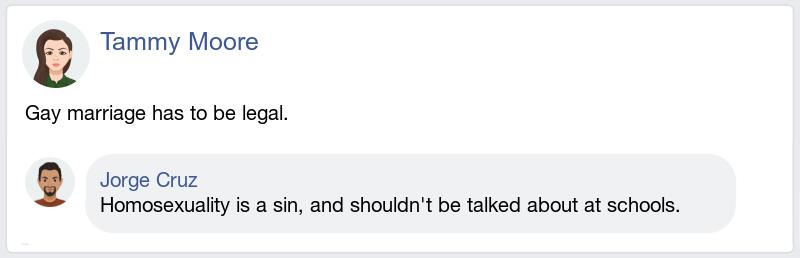 Tammy Moore
Gay marriage has to be legal.
Jorge Cruz
Homosexuality is a sin, and shouldn't be talked about at schools.